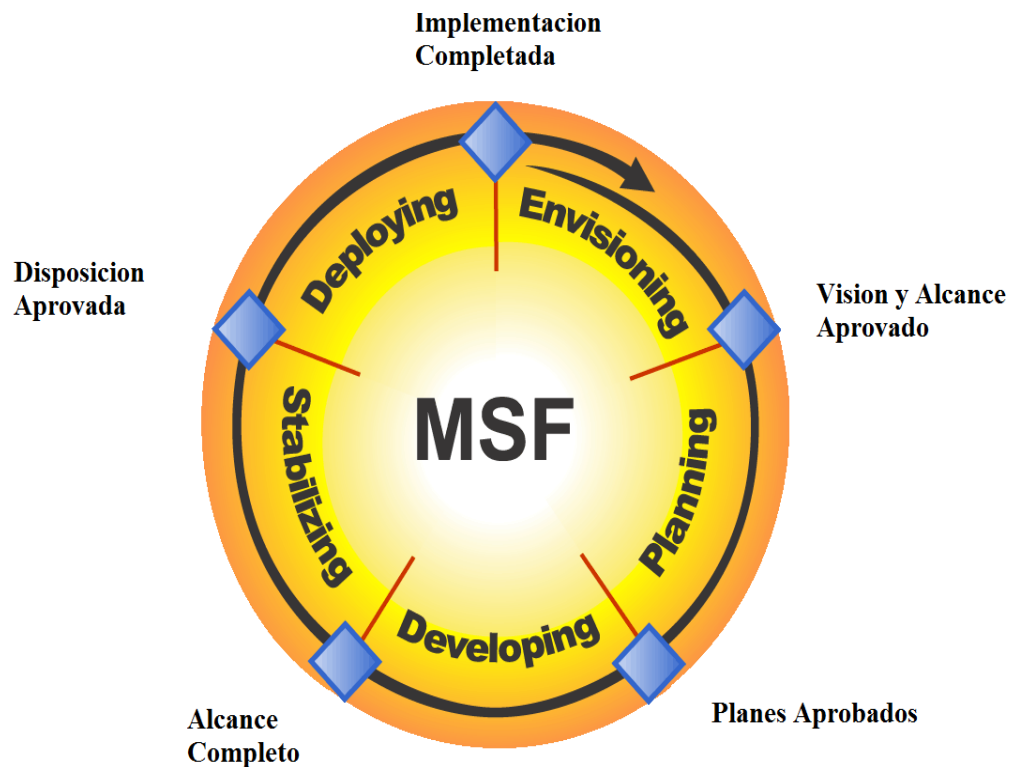 Implementacion
Completada
Deploying
Envisioning
Disposicion
Aprovada
Vision y Alcance
Aprovado
MSF
Stabilizing
Planning
Developing
Alcance
Completo
Planes Aprobados